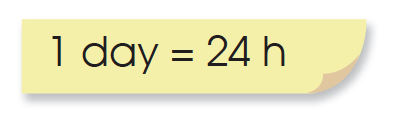 1 day = 24 h